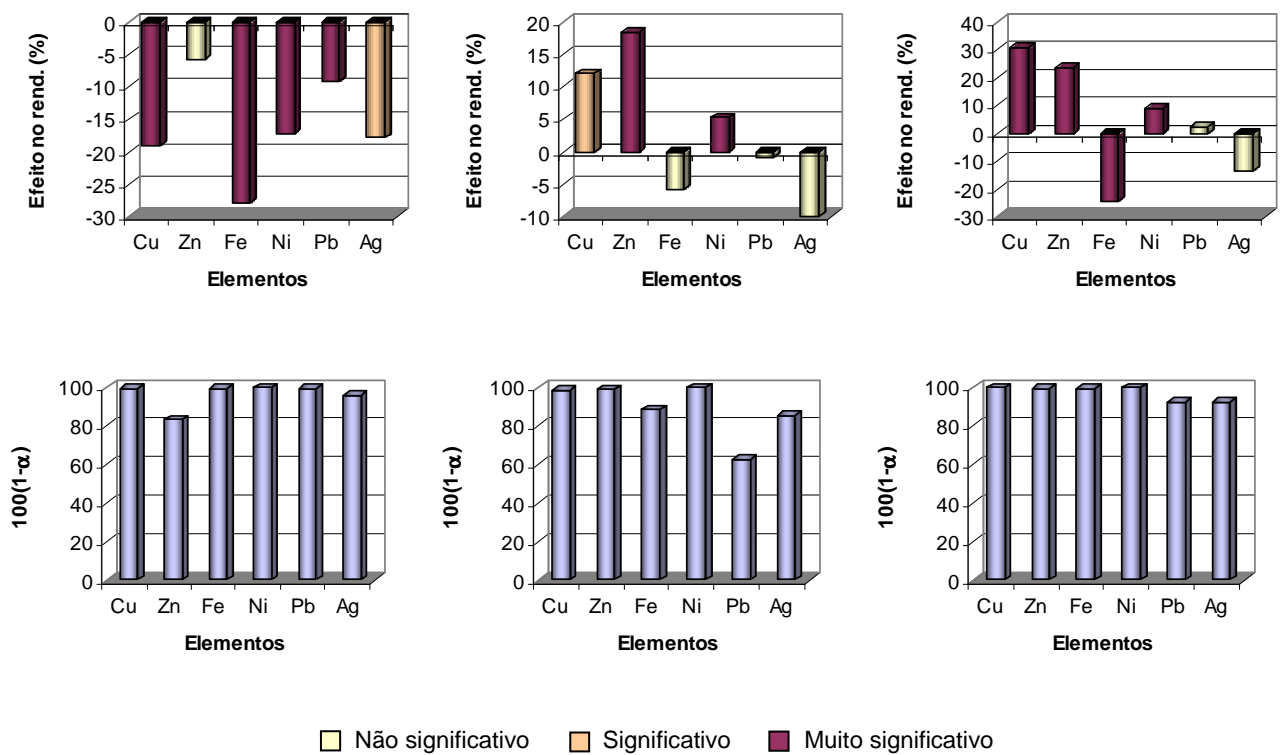 Efeito no rend. (%)
0
-5
-10
-15
-20
-25
-30
Cu Zn Fe Ni Pb Ag
Elementos
Efeito no rend. (%)
20
15
10
5
0
-5
-10
Cu Zn Fe Ni Pb Ag
Elementos
Efeito no rend. (%)
40
30
20
10
0
-10
-20
-30
Cu Zn Fe Ni Pb Ag
Elementos
100(1-α)
100
80
60
40
20
0
Cu Zn Fe Ni Pb Ag
Elementos
100(1-α)
100
80
60
40
20
0
Cu Zn Fe Ni Pb Ag
Elementos
100(1-α)
100
80
60
40
20
0
Cu Zn Fe Ni Pb Ag
Elementos
Não significativo Significativo Muito significativo